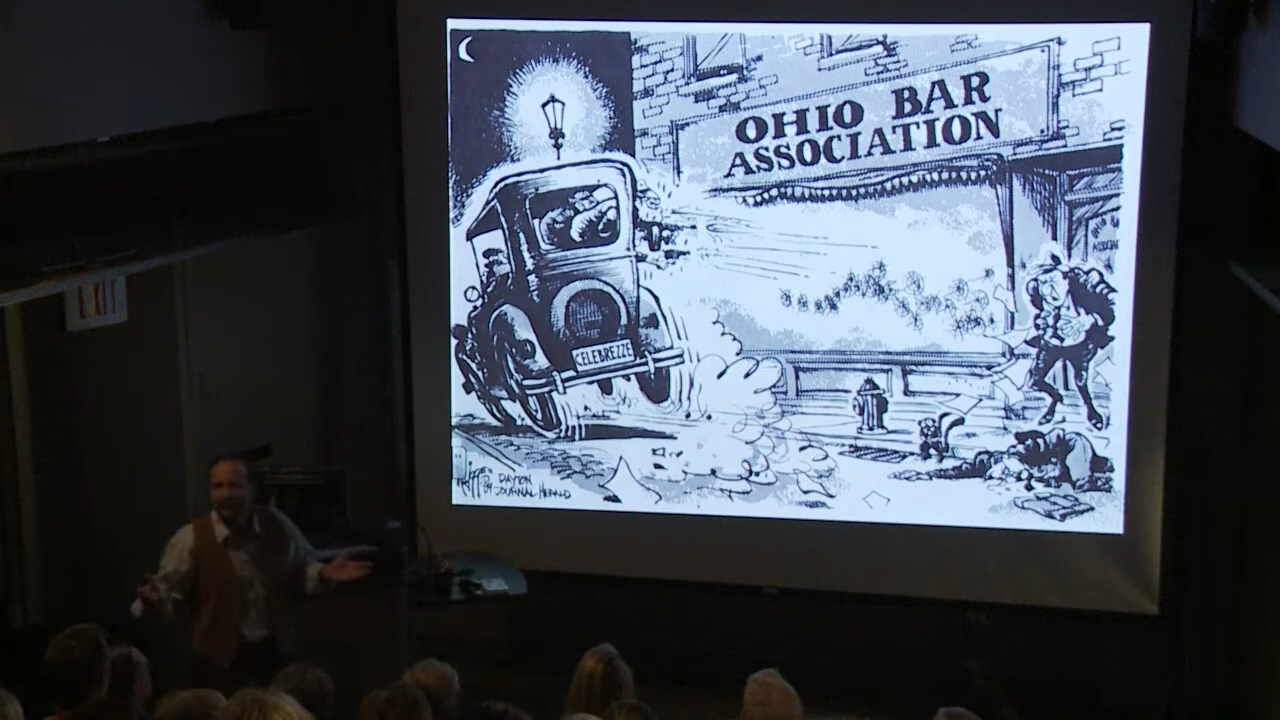 OHIO BAR
ASSOCIATION
CELEBREZZE
DAYTON
JOURNAL HERALD
EXIT